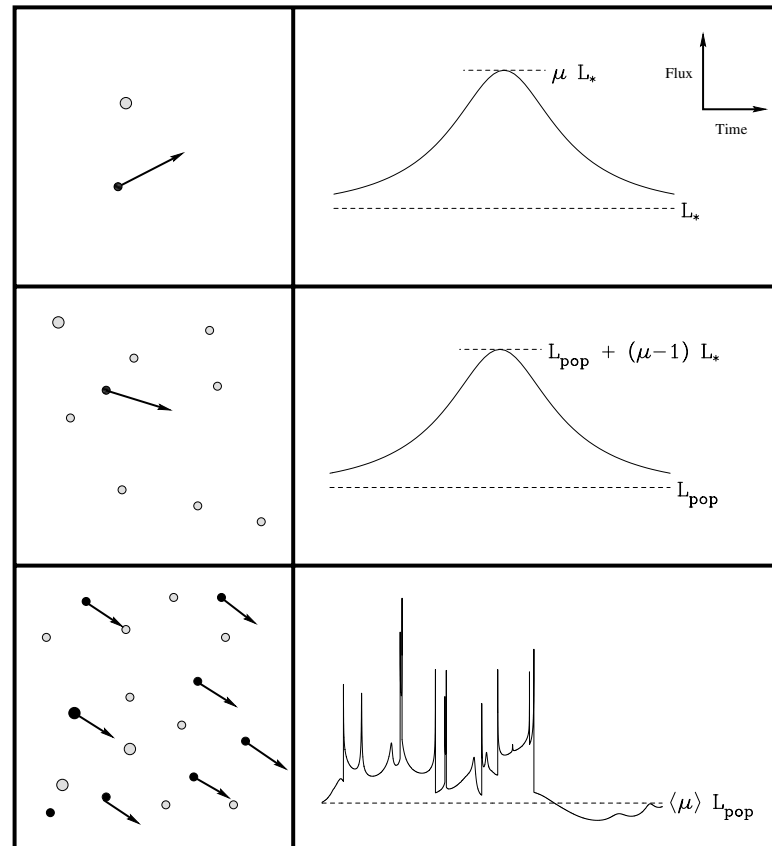 μ L*
Flux
Time
L*
Lpop + (μ−1) L*
Lpop
⟨μ⟩ Lpop